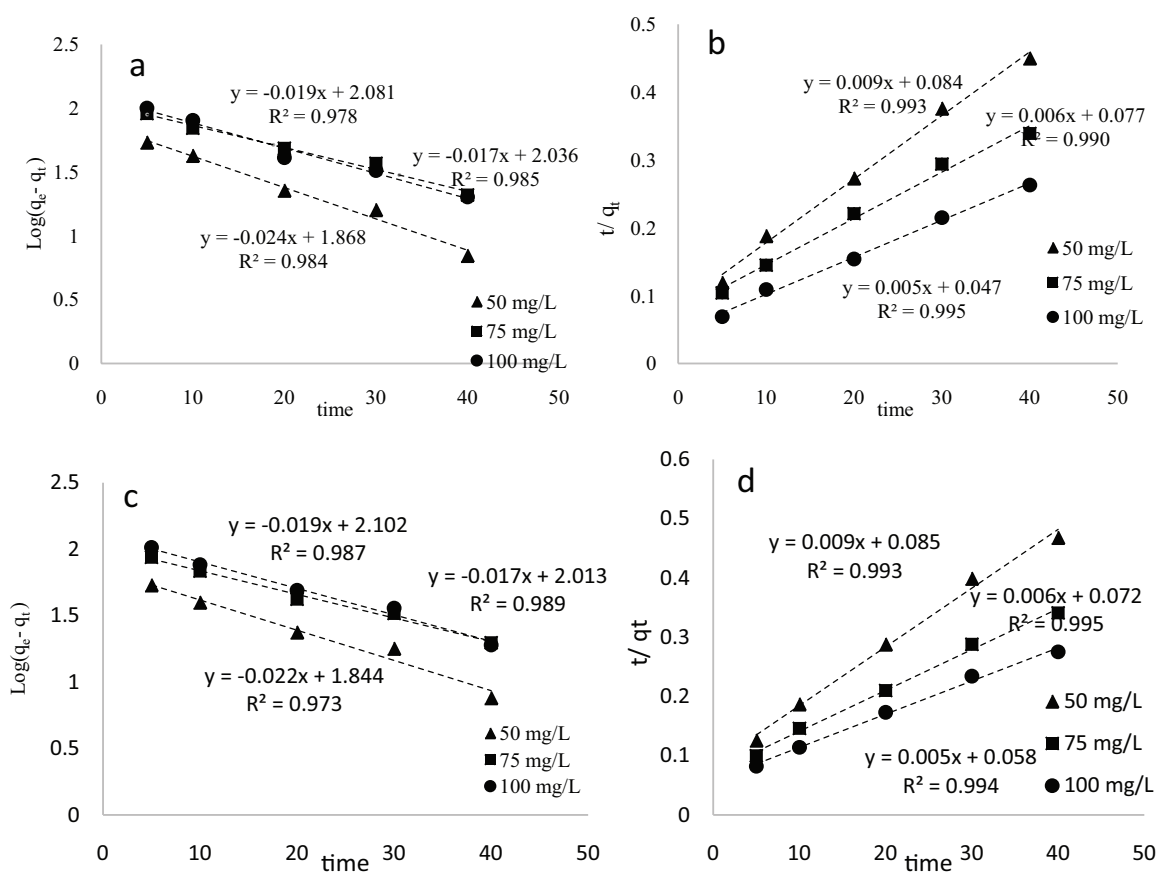 a
2.5
2
1.5
1
0.5
0
Log(qₑ- qₜ)
y = -0.019x + 2.081
R² = 0.978
y = -0.017x + 2.036
R² = 0.985
y = -0.024x + 1.868
R² = 0.984
50 mg/L
75 mg/L
100 mg/L
0 10 20 30 40 50
time
b
0.5
0.4
0.3
0.2
0.1
0
t/ qₜ
y = 0.009x + 0.084
R² = 0.993
y = 0.006x + 0.077
R² = 0.990
y = 0.005x + 0.047
R² = 0.995
50 mg/L
75 mg/L
100 mg/L
0 10 20 30 40 50
time
c
2.5
2
1.5
1
0.5
0
Log(qₑ- qₜ)
y = -0.019x + 2.102
R² = 0.987
y = -0.017x + 2.013
R² = 0.989
y = -0.022x + 1.844
R² = 0.973
50 mg/L
75 mg/L
100 mg/L
0 10 20 30 40 50
time
d
0.6
0.5
0.4
0.3
0.2
0.1
0
t/ qt
y = 0.009x + 0.085
R² = 0.993
y = 0.006x + 0.072
R² = 0.995
y = 0.005x + 0.058
R² = 0.994
50 mg/L
75 mg/L
100 mg/L
0 10 20 30 40 50
time